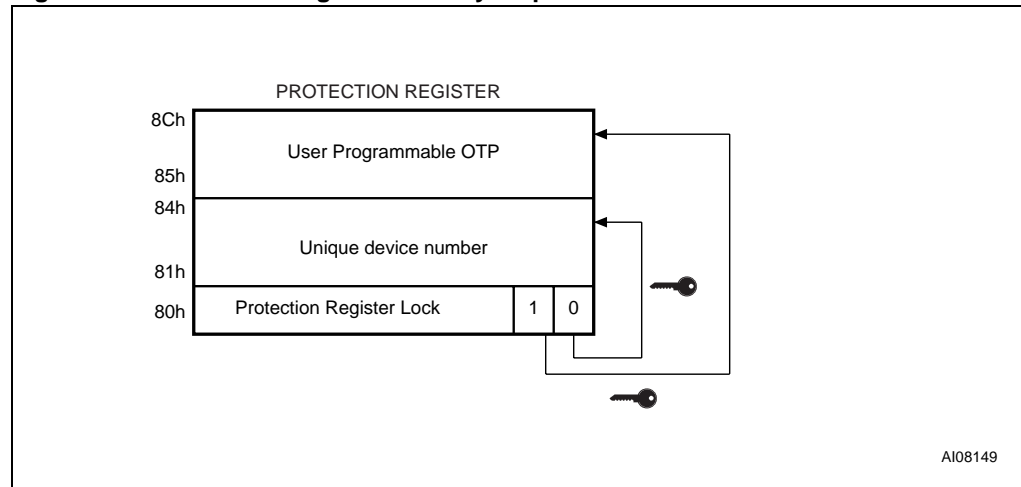 PROTECTION REGISTER
8Ch
User Programmable OTP
85h
84h
Unique device number
81h
80h
Protection Register Lock
1
0
AI08149